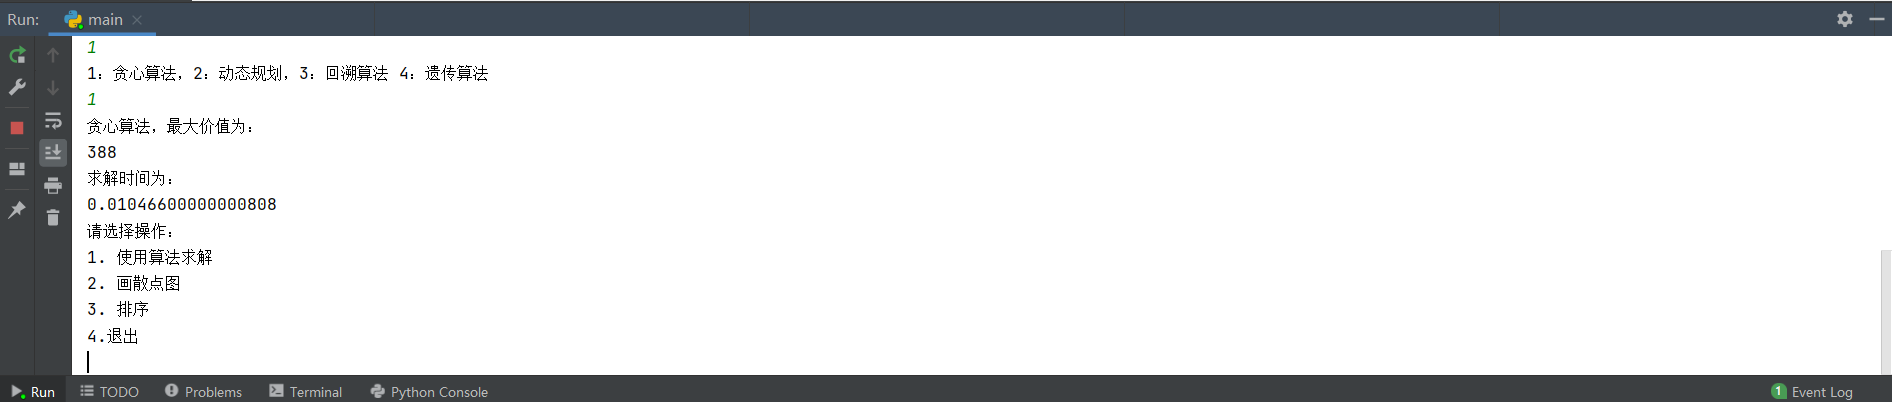 Run: main
1
1: 贪心算法，2: 动态规划，3: 回溯算法 4: 遗传算法
1
贪心算法，最大价值为：
388
求解时间为：
0.01046600000000808
请选择操作：
1. 使用算法求解
2. 画散点图
3. 排序
4.退出
Run TODO Problems Terminal Python Console 1 Event Log